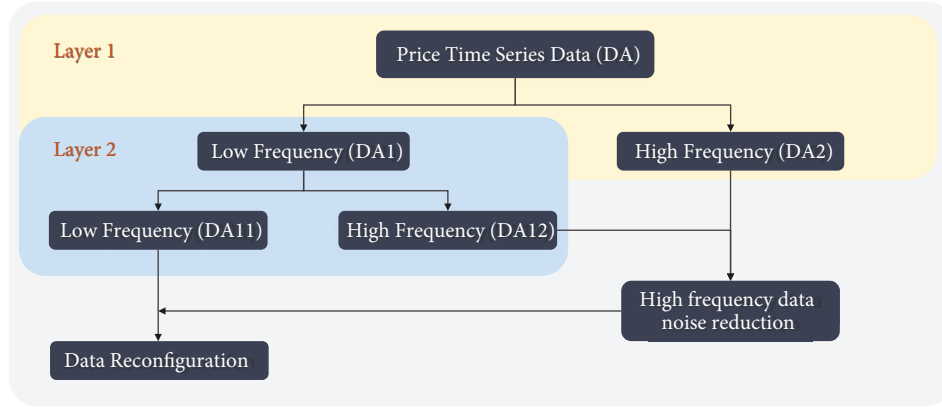 Layer 1
Price Time Series Data (DA)
Layer 2
Low Frequency (DA1)
High Frequency (DA2)
Low Frequency (DA11)
High Frequency (DA12)
High frequency data
noise reduction
Data Reconfiguration